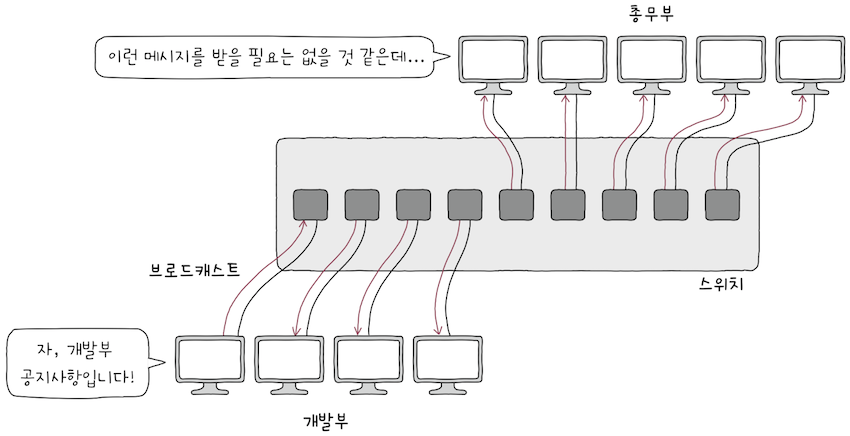 총무부
이런 메시지를 받을 필요는 없을 것 같은데...
브로드캐스트
스위치
자, 개발부
공지사항입니다!
개발부